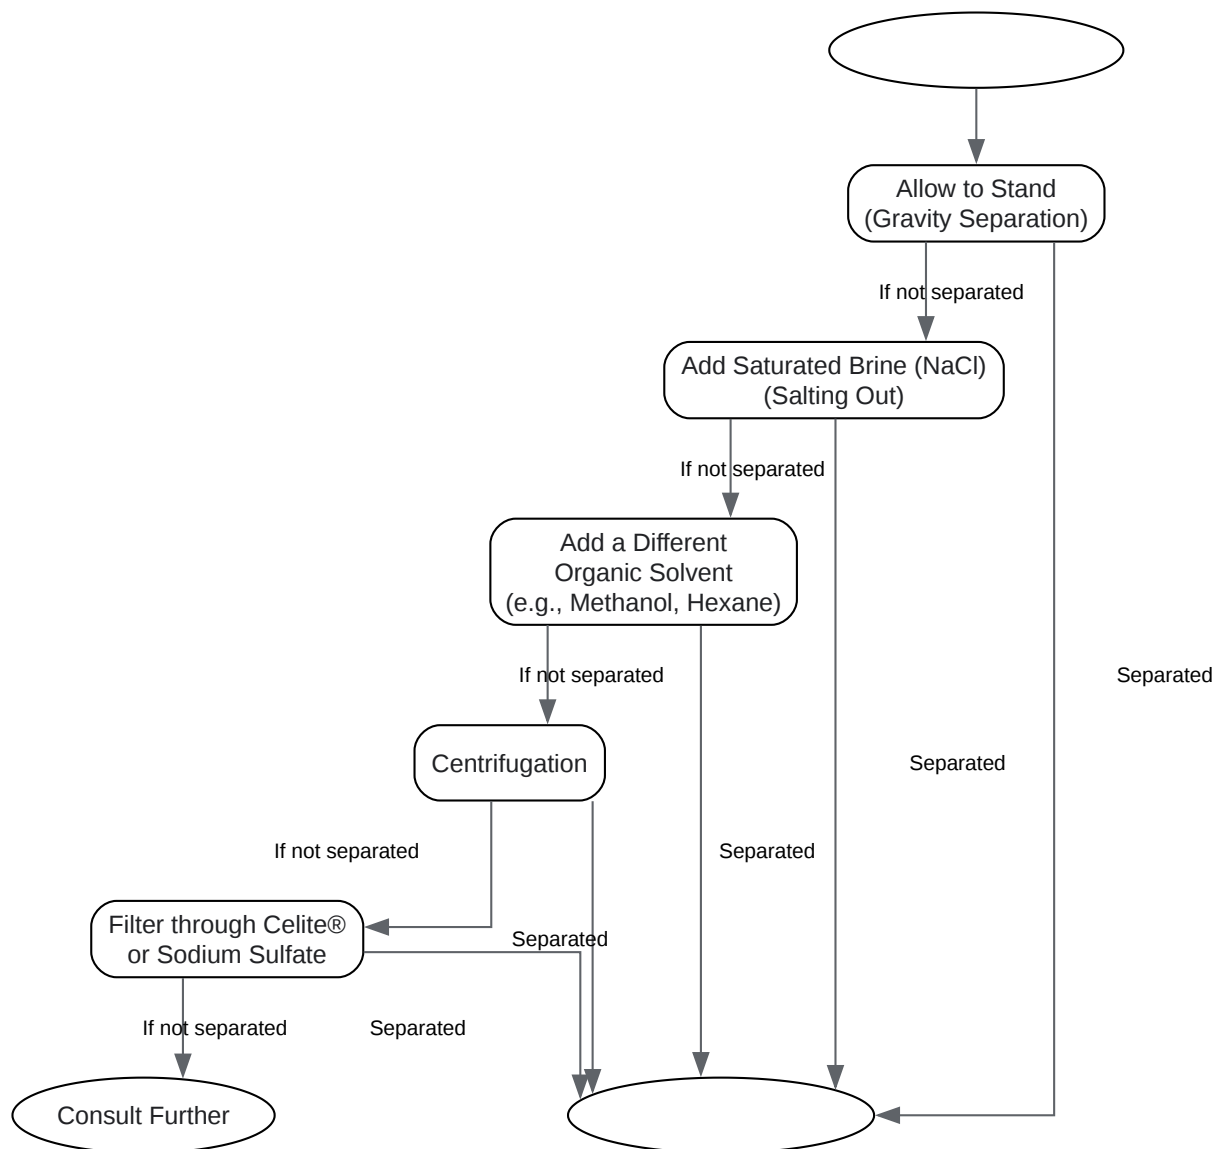 Allow to Stand
(Gravity Separation)
If not separated
Add Saturated Brine (NaCl)
(Salting Out)
If not separated
Add a Different
Organic Solvent
(e.g., Methanol, Hexane)
If not separated
Separated
Centrifugation
Separated
If not separated
Separated
Filter through Celite®
or Sodium Sulfate
Separated
If not separated
Separated
Consult Further